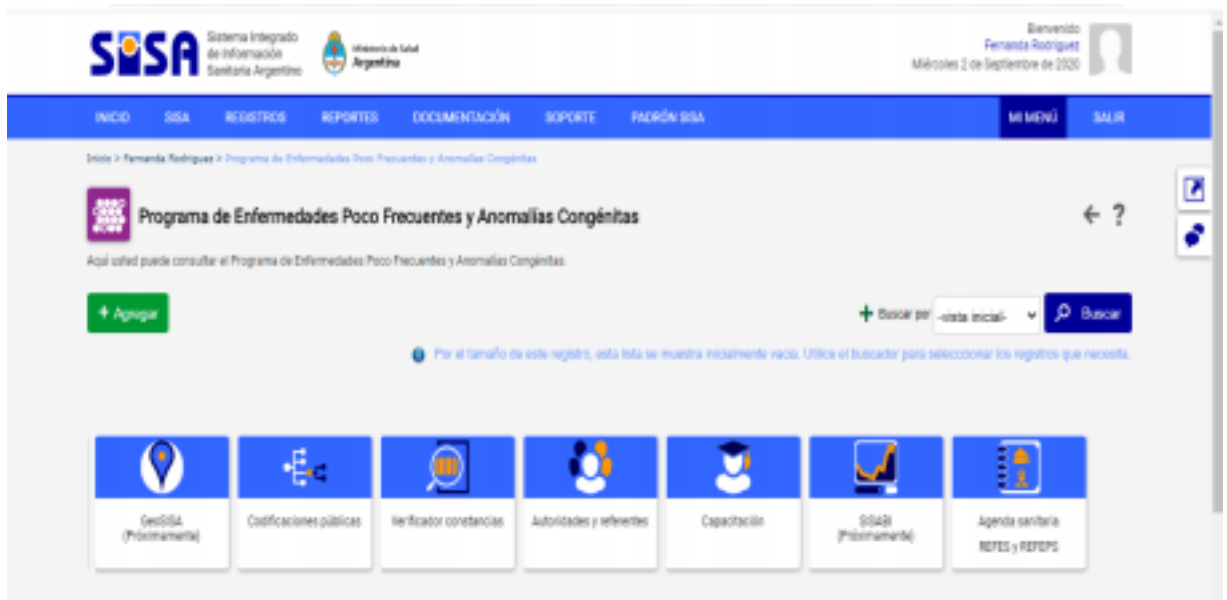 SISA
Sistema Integrado
de Información
Sanitaria Argentino
Ministerio de Salud
Argentina
Bienvenido
Fernanda Rodriguez
Miércoles 2 de Septiembre de 2020
INICIO SISA REGISTROS REPORTES DOCUMENTACIÓN SOPORTE PADRÓN SISA MI MENÚ SALIR
Inicio > Fernanda Rodriguez > Programa de Enfermedades Poco Frecuentes y Anomalías Congénitas
Programa de Enfermedades Poco Frecuentes y Anomalías Congénitas
← ?
Aquí usted puede consultar el Programa de Enfermedades Poco Frecuentes y Anomalías Congénitas.
+ Agregar
+ Buscar por -vista inicial- Buscar
Por el tamaño de este registro, esta lista se muestra inicialmente vacía. Utilice el buscador para seleccionar los registros que necesita.
GeoSISA
(Próximamente)
Codificaciones públicas
Verificador constancias
Autoridades y referentes
Capacitación
SISABI
(Próximamente)
Agenda sanitaria
REFES y REFEPS